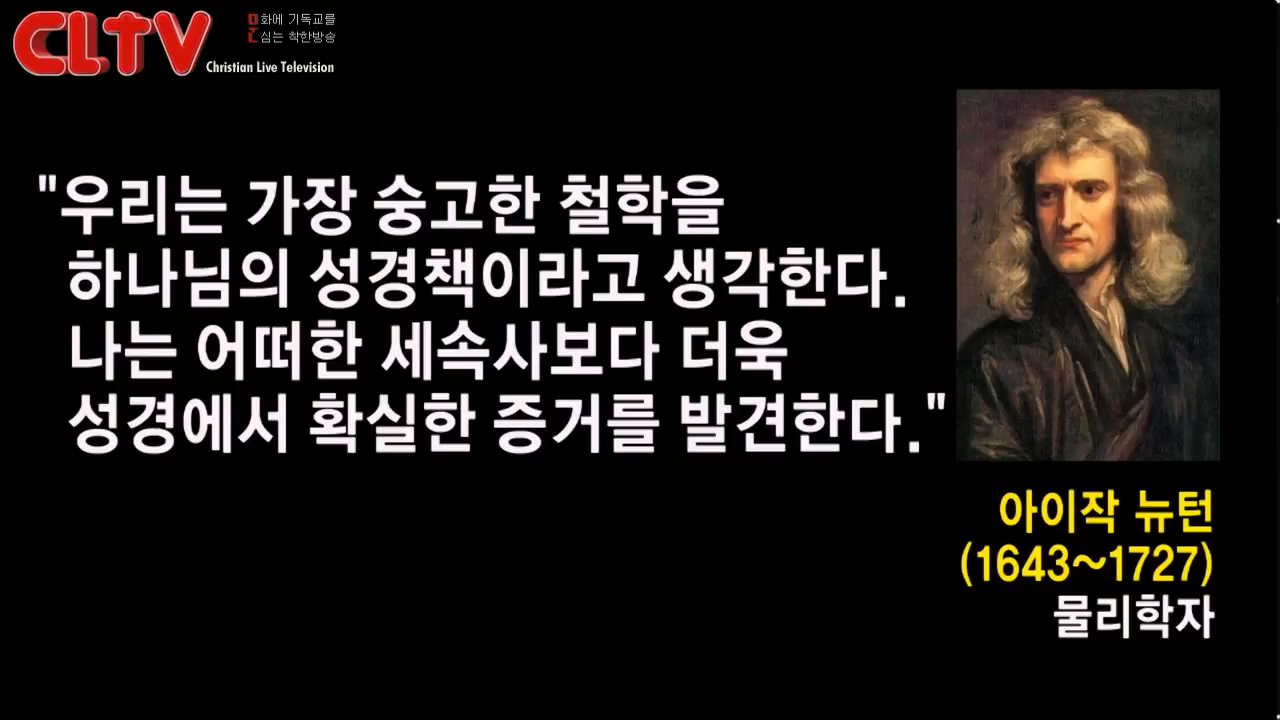 CLTV
문화에 기독교를
심는 착한방송
Christian Live Television
"우리는 가장 숭고한 철학을
하나님의 성경책이라고 생각한다.
나는 어떠한 세속사보다 더욱
성경에서 확실한 증거를 발견한다."
아이작 뉴턴
(1643~1727)
물리학자